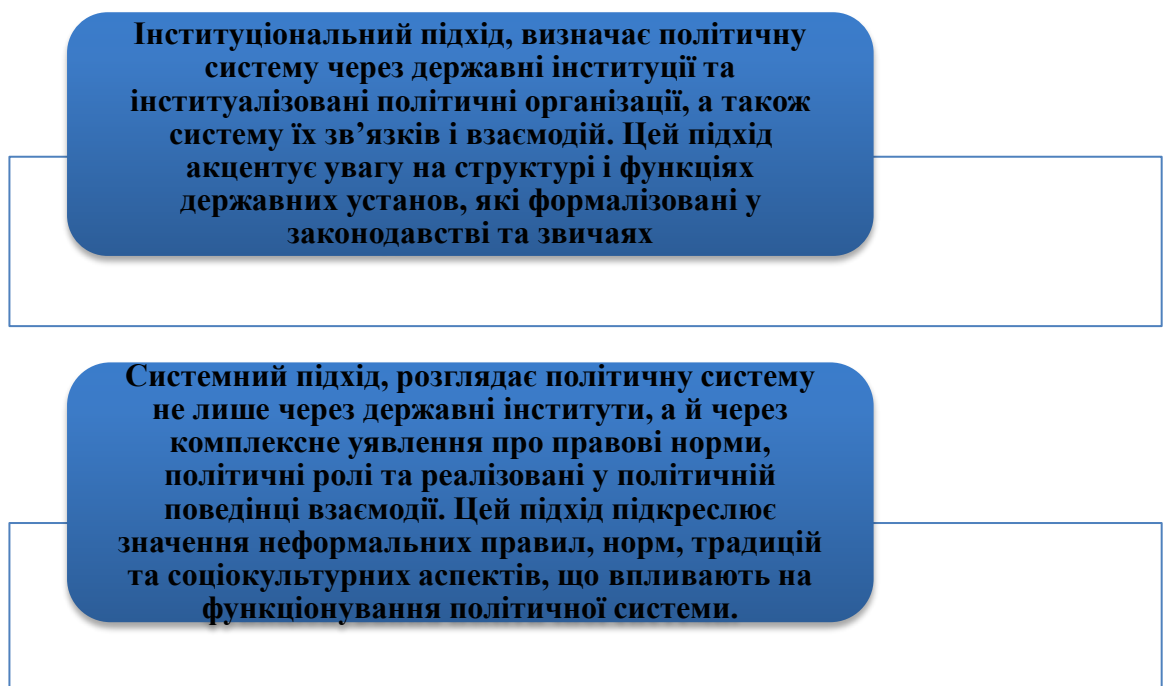 Інституціональний підхід, визначає політичну
систему через державні інституції та
інституалізовані політичні організації, а також
систему їх зв’язків і взаємодій. Цей підхід
акцентує увагу на структурі і функціях
державних установ, які формалізовані у
законодавстві та звичаях
Системний підхід, розглядає політичну систему
не лише через державні інститути, а й через
комплексне уявлення про правові норми,
політичні ролі та реалізовані у політичній
поведінці взаємодії. Цей підхід підкреслює
значення неформальних правил, норм, традицій
та соціокультурних аспектів, що впливають на
функціонування політичної системи.